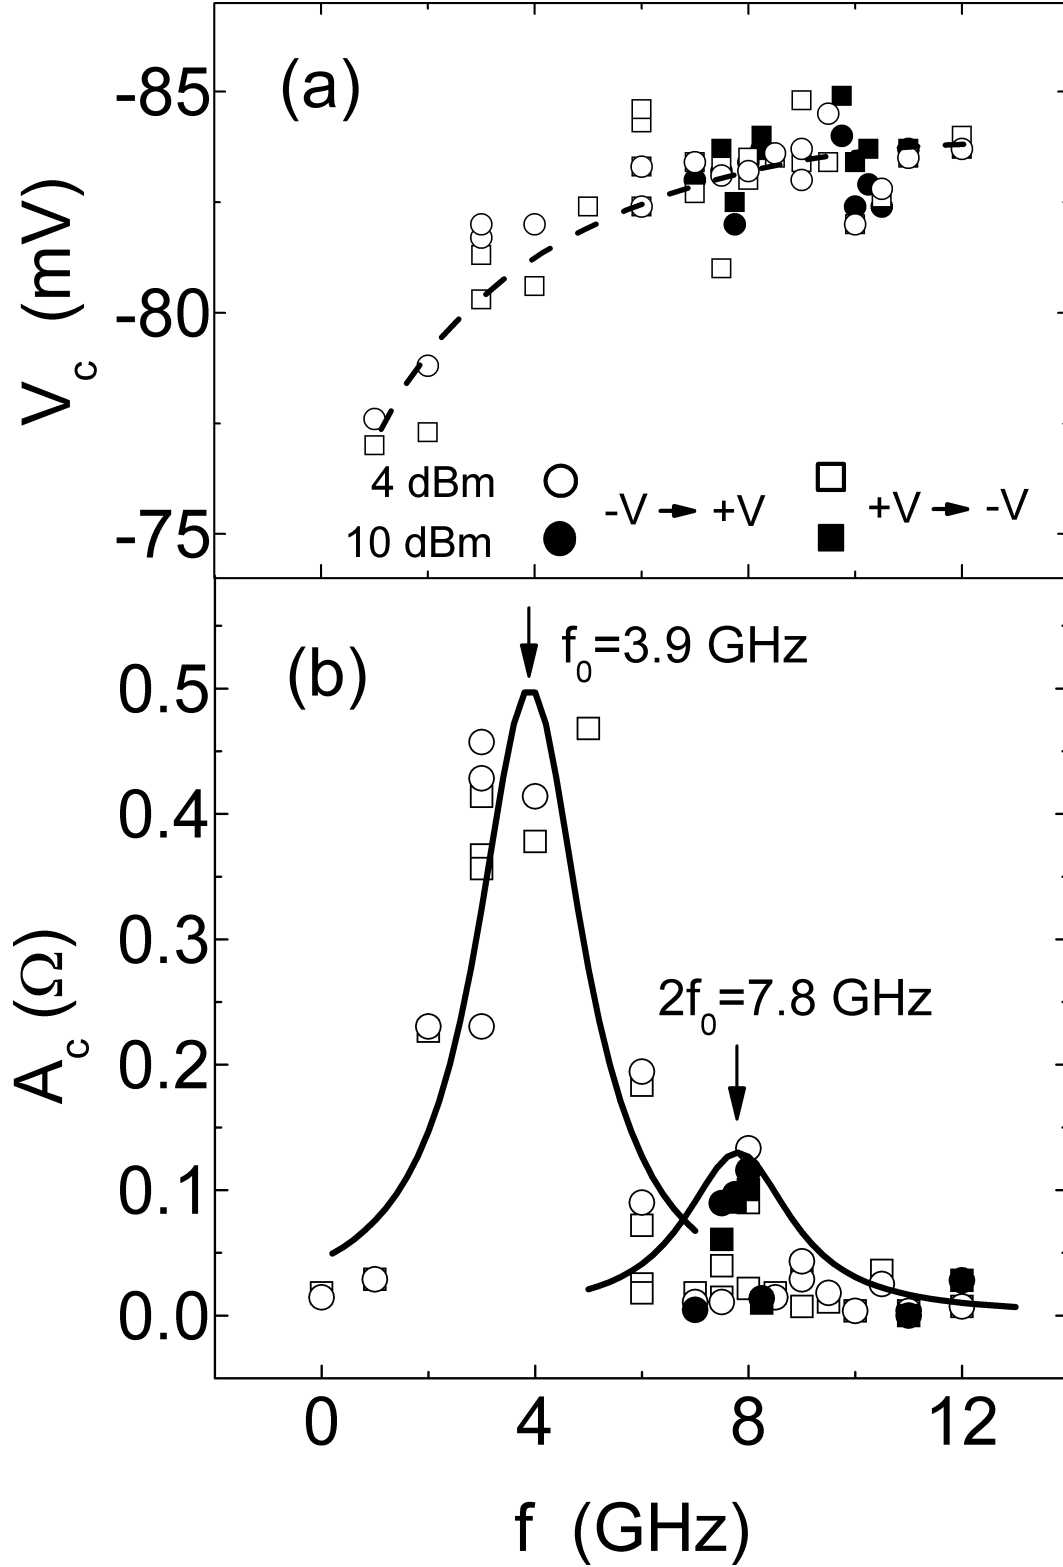 (a)
-85
-80
-75
V_c (mV)
4 dBm
10 dBm
-V → +V
+V → -V
(b)
f_0=3.9 GHz
2f_0=7.8 GHz
0.5
0.4
0.3
0.2
0.1
0.0
A_c (Ω)
0 4 8 12
f (GHz)